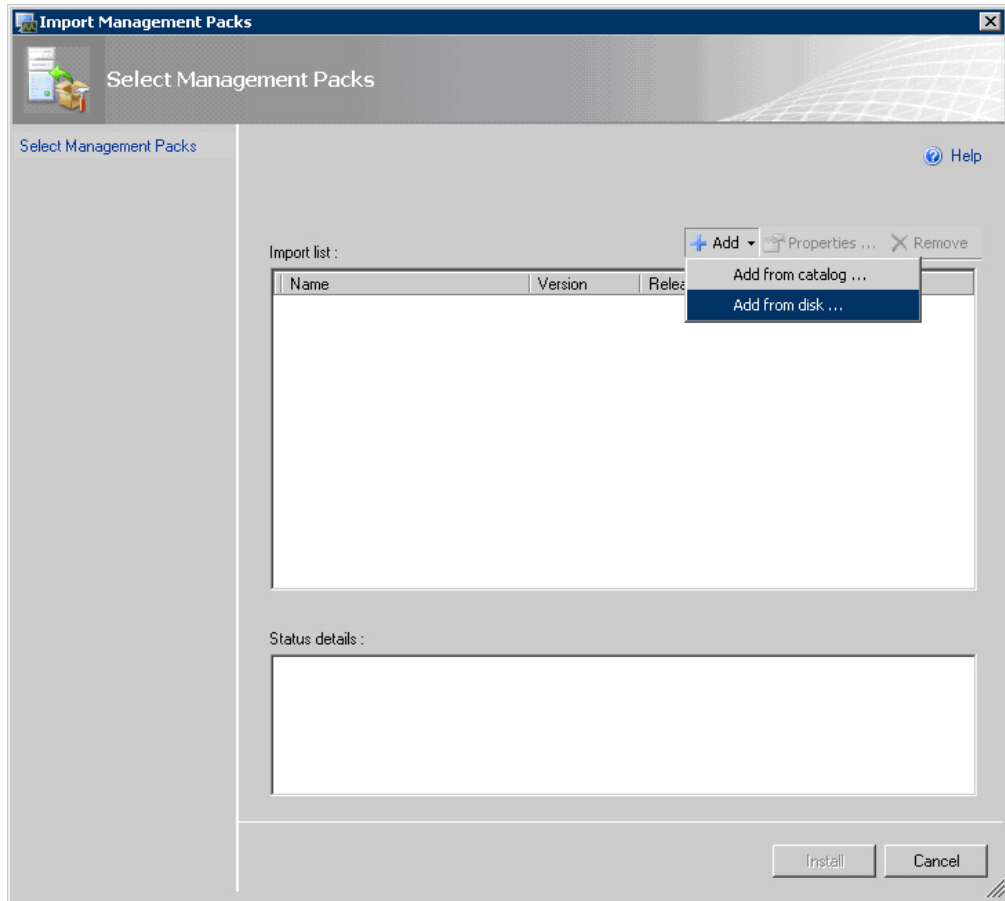 Import Management Packs
Select Management Packs
Select Management Packs
Help
Add Properties ... Remove
Import list :
Add from catalog ...
Name Version
Add from disk ...
Status details :
Install Cancel